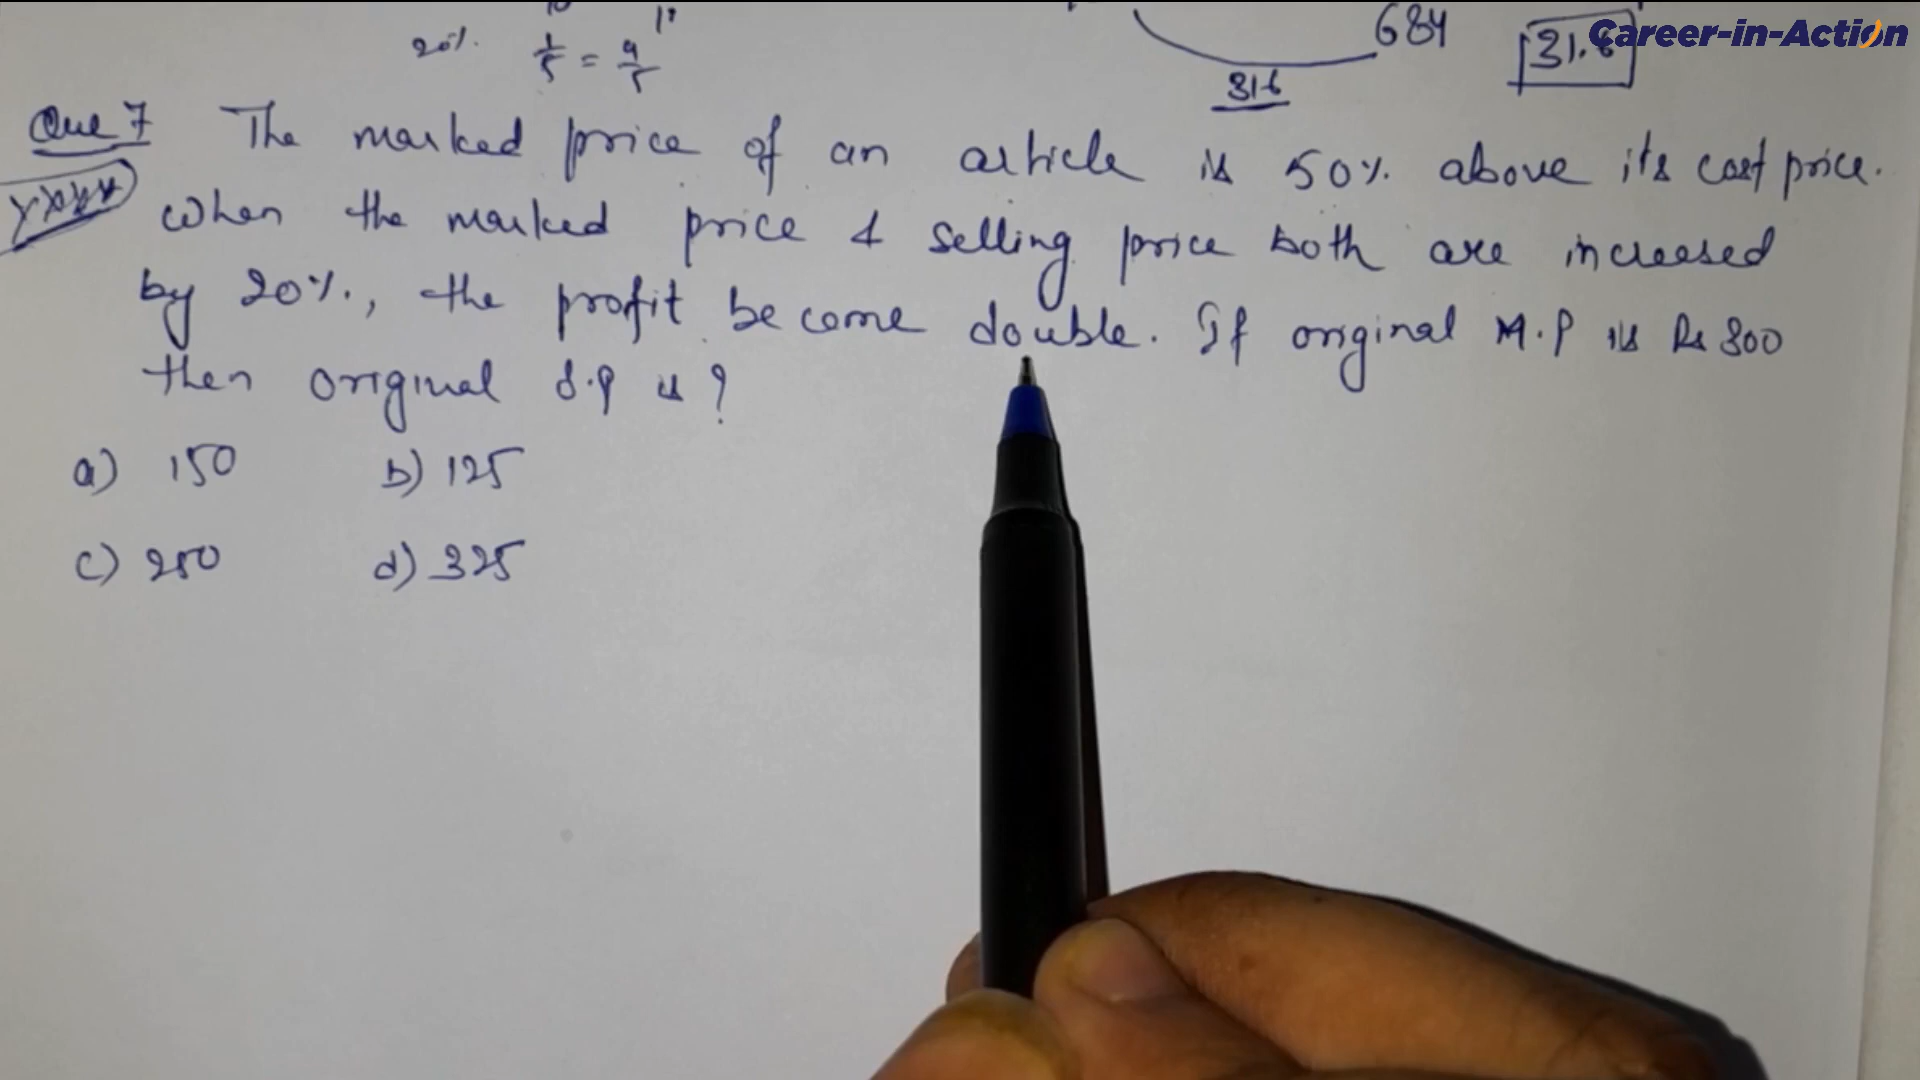 20%. 1/5 = 4/5
684
31.6
31.6
Career-in-Action
Que 7 The marked price of an article is 50% above its cost price.
When the marked price & selling price both are increased
by 20%., the profit become double. If original M.P is Rs 300
then original S.P is?
a) 150 b) 125
c) 250 d) 325